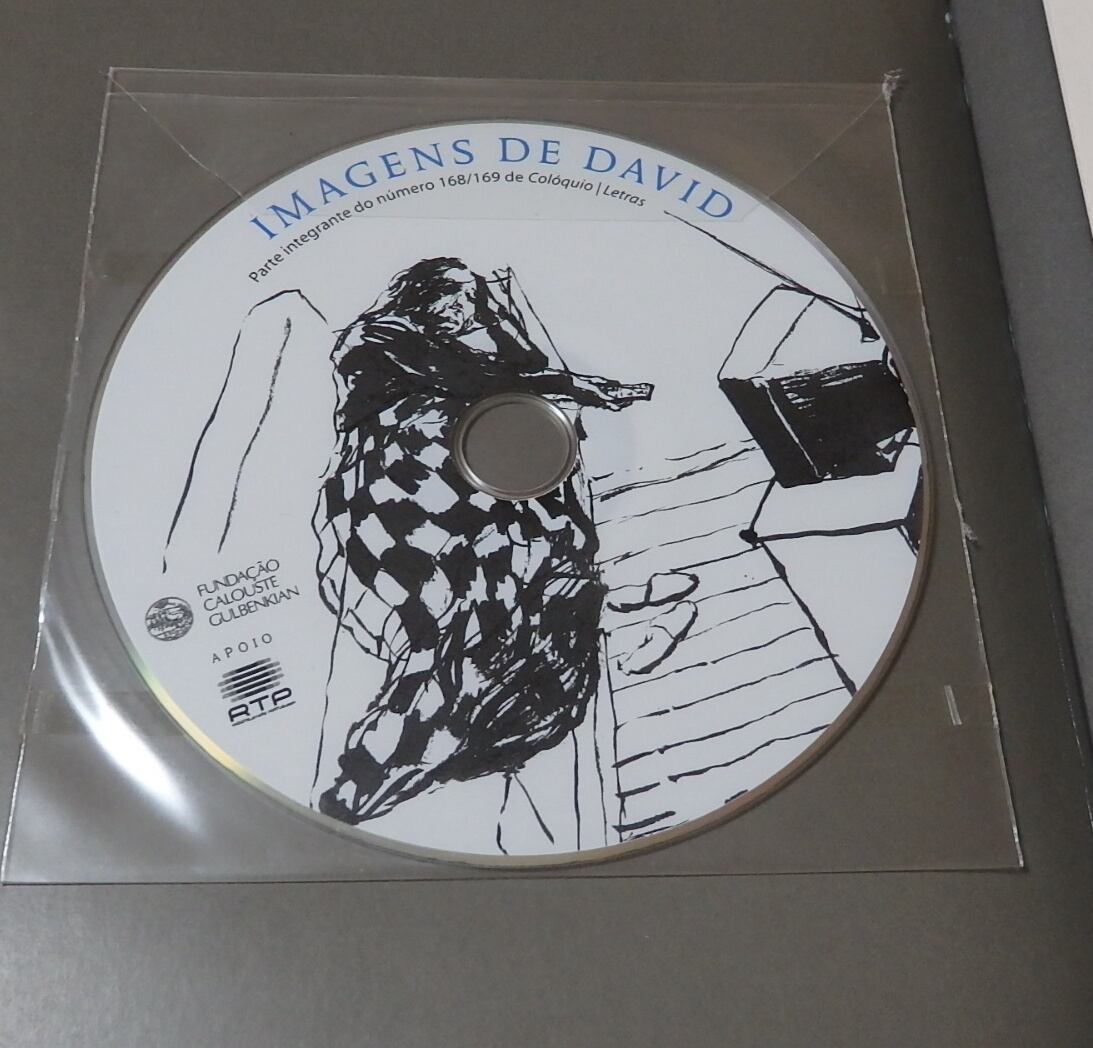 IMAGENS DE DAVID
Parte integrante do número 168/169 de Colóquio | Letras
FUNDAÇÃO
CALOUSTE
GULBENKIAN
APOIO
RTP